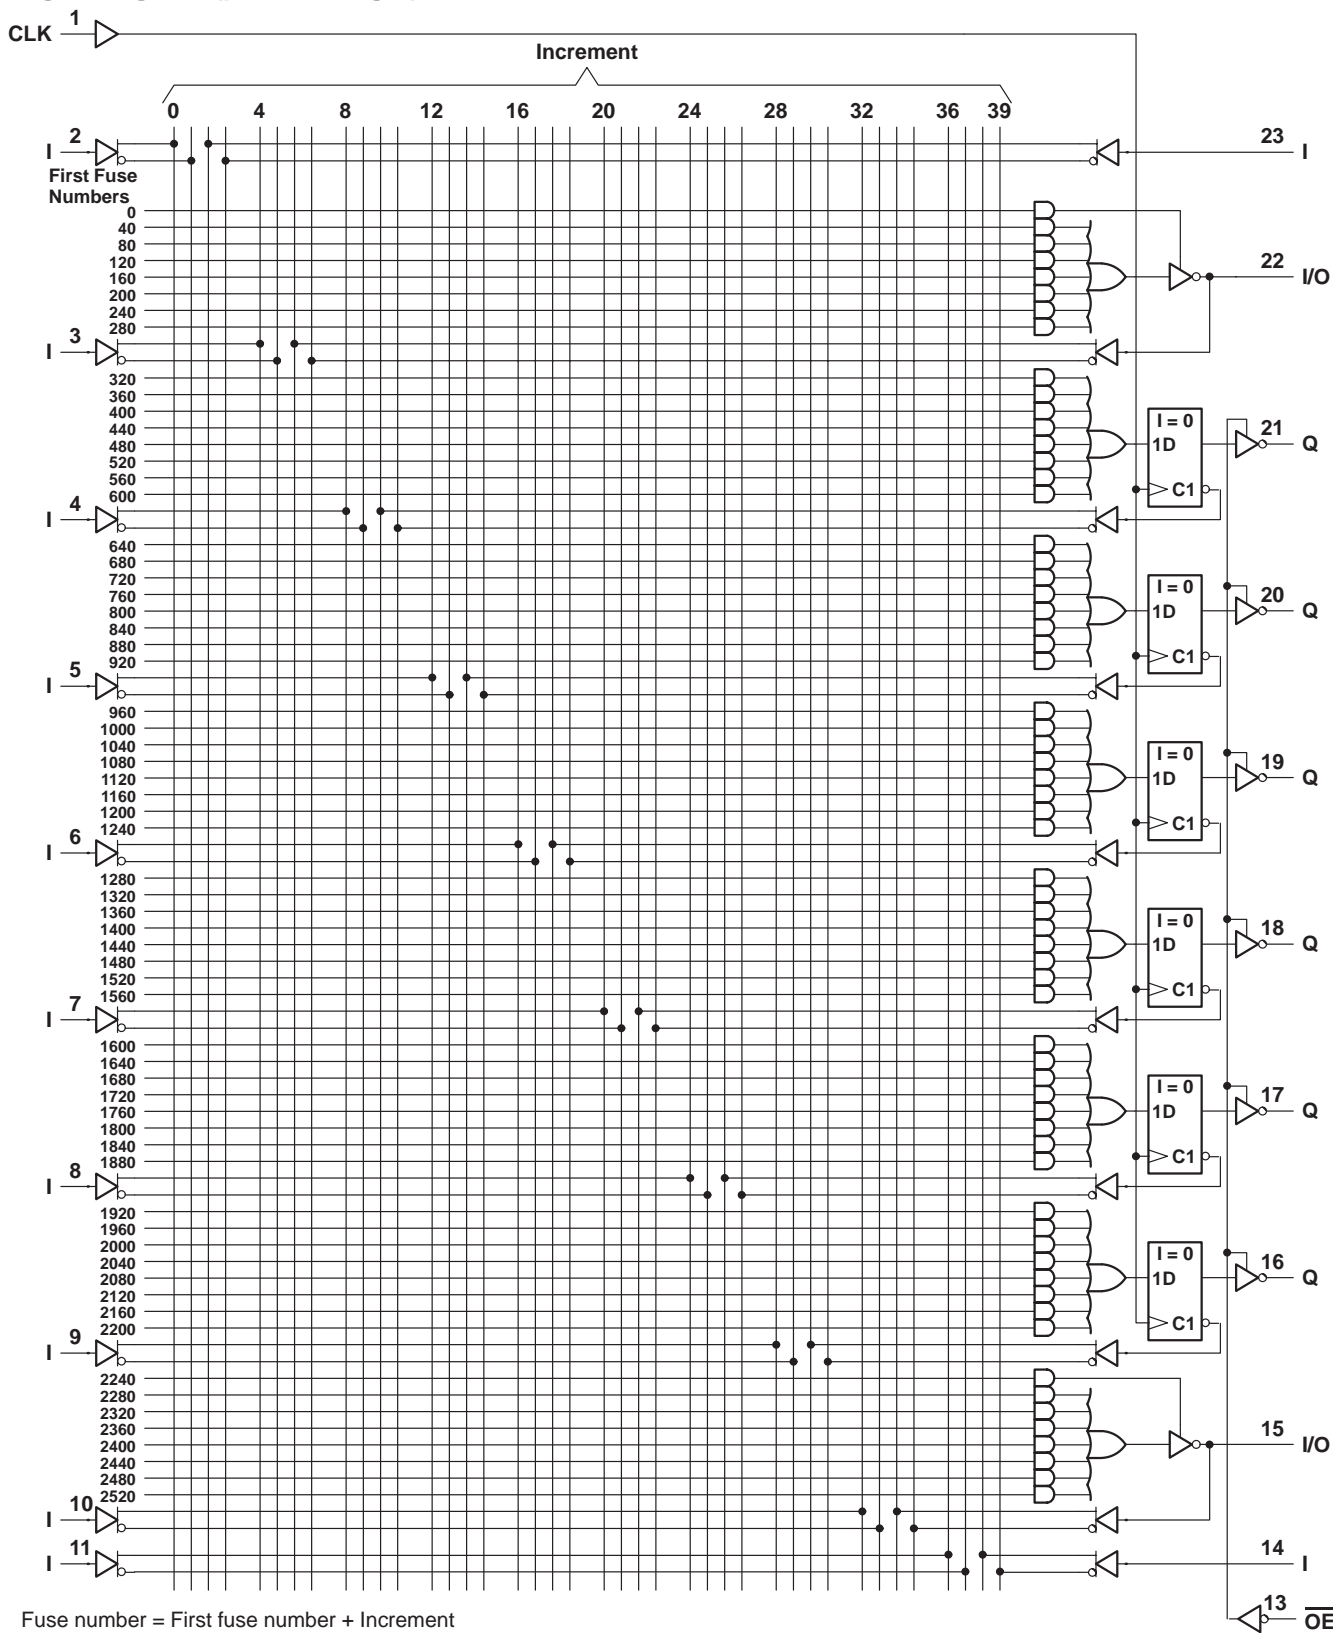 CLK 1
Increment
0 4 8 12 16 20 24 28 32 36 39
I 2 23 I
First Fuse
Numbers
0
40
80
120
160 22 I/O
200
240
280
I 3
320
360
400
440 I = 0 21 Q
480 1D
520
560
600 C1
I 4
640
680
720
760 I = 0 20 Q
800 1D
840
880
920 C1
I 5
960
1000
1040
1080 I = 0 19 Q
1120 1D
1160
1200
1240 C1
I 6
1280
1320
1360
1400 I = 0 18 Q
1440 1D
1480
1520
1560 C1
I 7
1600
1640
1680
1720 I = 0 17 Q
1760 1D
1800
1840
1880 C1
I 8
1920
1960
2000
2040 I = 0 16 Q
2080 1D
2120
2160
2200 C1
I 9
2240
2280
2320
2360
2400 15 I/O
2440
2480
2520
I 10
I 11 14 I
13 OE
Fuse number = First fuse number + Increment